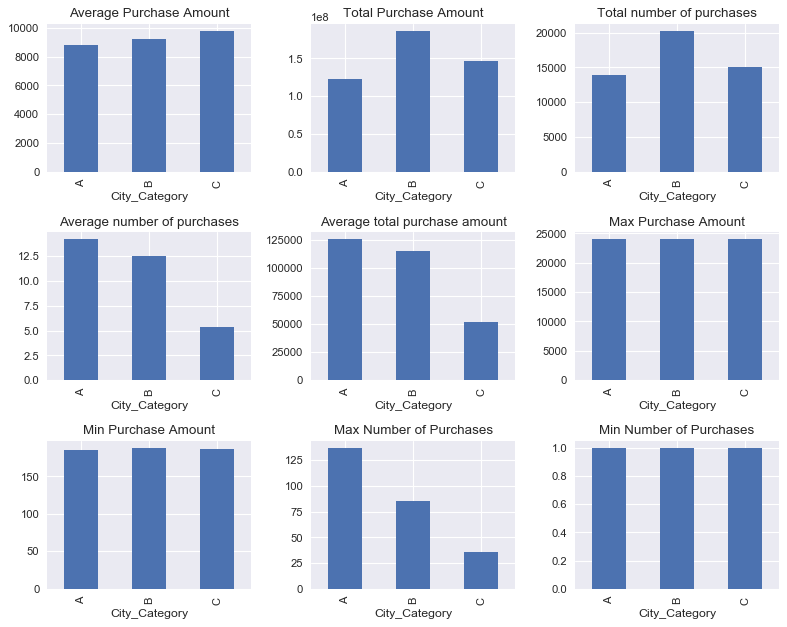 Average Purchase Amount
10000
8000
6000
4000
2000
0
A
B
C
City_Category
Total Purchase Amount
1e8
1.5
1.0
0.5
0.0
A
B
C
City_Category
Total number of purchases
20000
15000
10000
5000
0
A
B
C
City_Category
Average number of purchases
12.5
10.0
7.5
5.0
2.5
0.0
A
B
C
City_Category
Average total purchase amount
125000
100000
75000
50000
25000
0
A
B
C
City_Category
Max Purchase Amount
25000
20000
15000
10000
5000
0
A
B
C
City_Category
Min Purchase Amount
150
100
50
0
A
B
C
City_Category
Max Number of Purchases
125
100
75
50
25
0
A
B
C
City_Category
Min Number of Purchases
1.0
0.8
0.6
0.4
0.2
0.0
A
B
C
City_Category